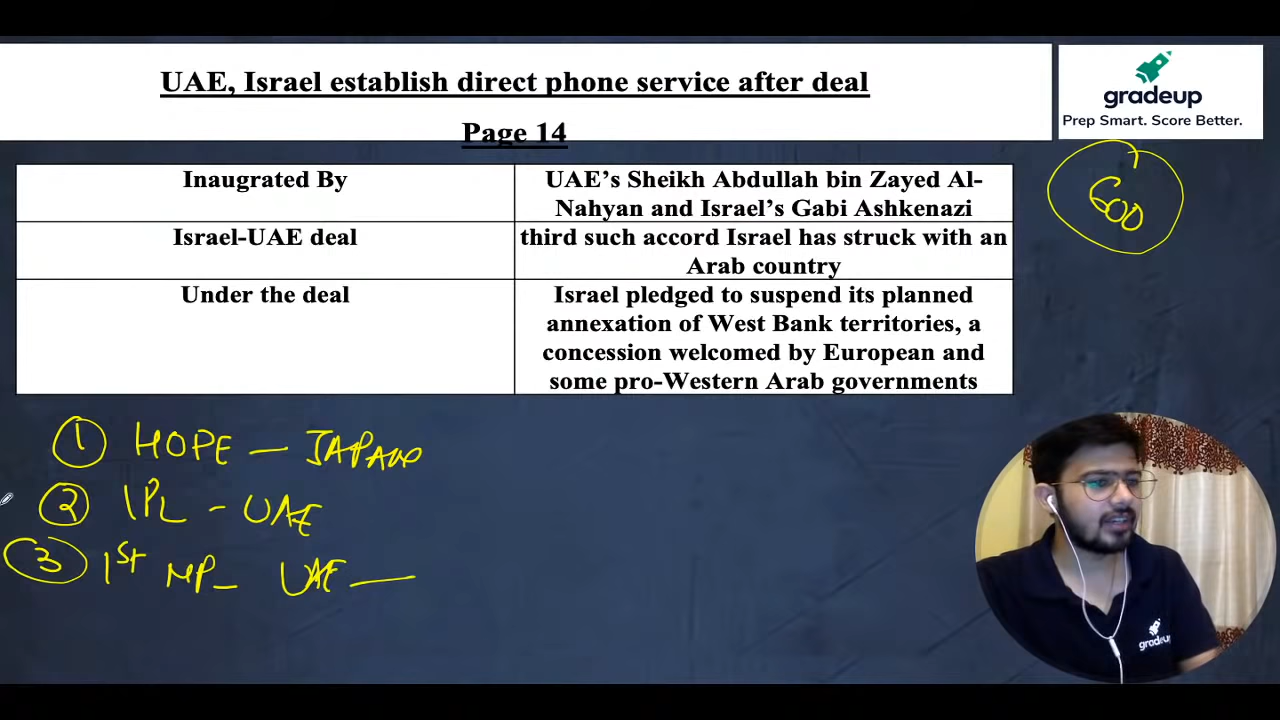 UAE, Israel establish direct phone service after deal
Page 14
gradeup
Prep Smart. Score Better.
600
Inaugrated By
UAE's Sheikh Abdullah bin Zayed Al-
Nahyan and Israel's Gabi Ashkenazi
Israel-UAE deal
third such accord Israel has struck with an
Arab country
Under the deal
Israel pledged to suspend its planned
annexation of West Bank territories, a
concession welcomed by European and
some pro-Western Arab governments
1 HOPE — JAPAN
2 IPL - UAE
3 1st - UAE —
gradeup